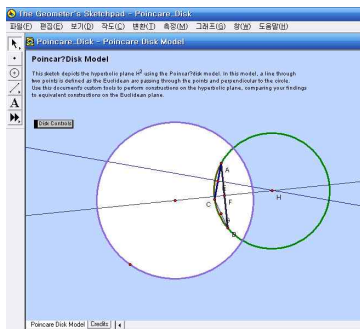 The Geometer's Sketchpad - Poincare_Disk
파일(F) 편집(E) 보기(D) 작도(C) 변환(T) 측정(M) 그래프(G) 창(W) 도움말(H)
Poincare_Disk - Poincare Disk Model
Poincar?Disk Model
This sketch depicts the hyperbolic plane H² using the Poincar?disk model. In this model, a line through
two points is defined as the Euclidean arc passing through the points and perpendicular to the circle.
Use this document's custom tools to perform constructions on the hyperbolic plane, comparing your findings
to equivalent constructions on the Euclidean plane.
Disk Controls
A
H
C
F
B
Poincare Disk Model Credits